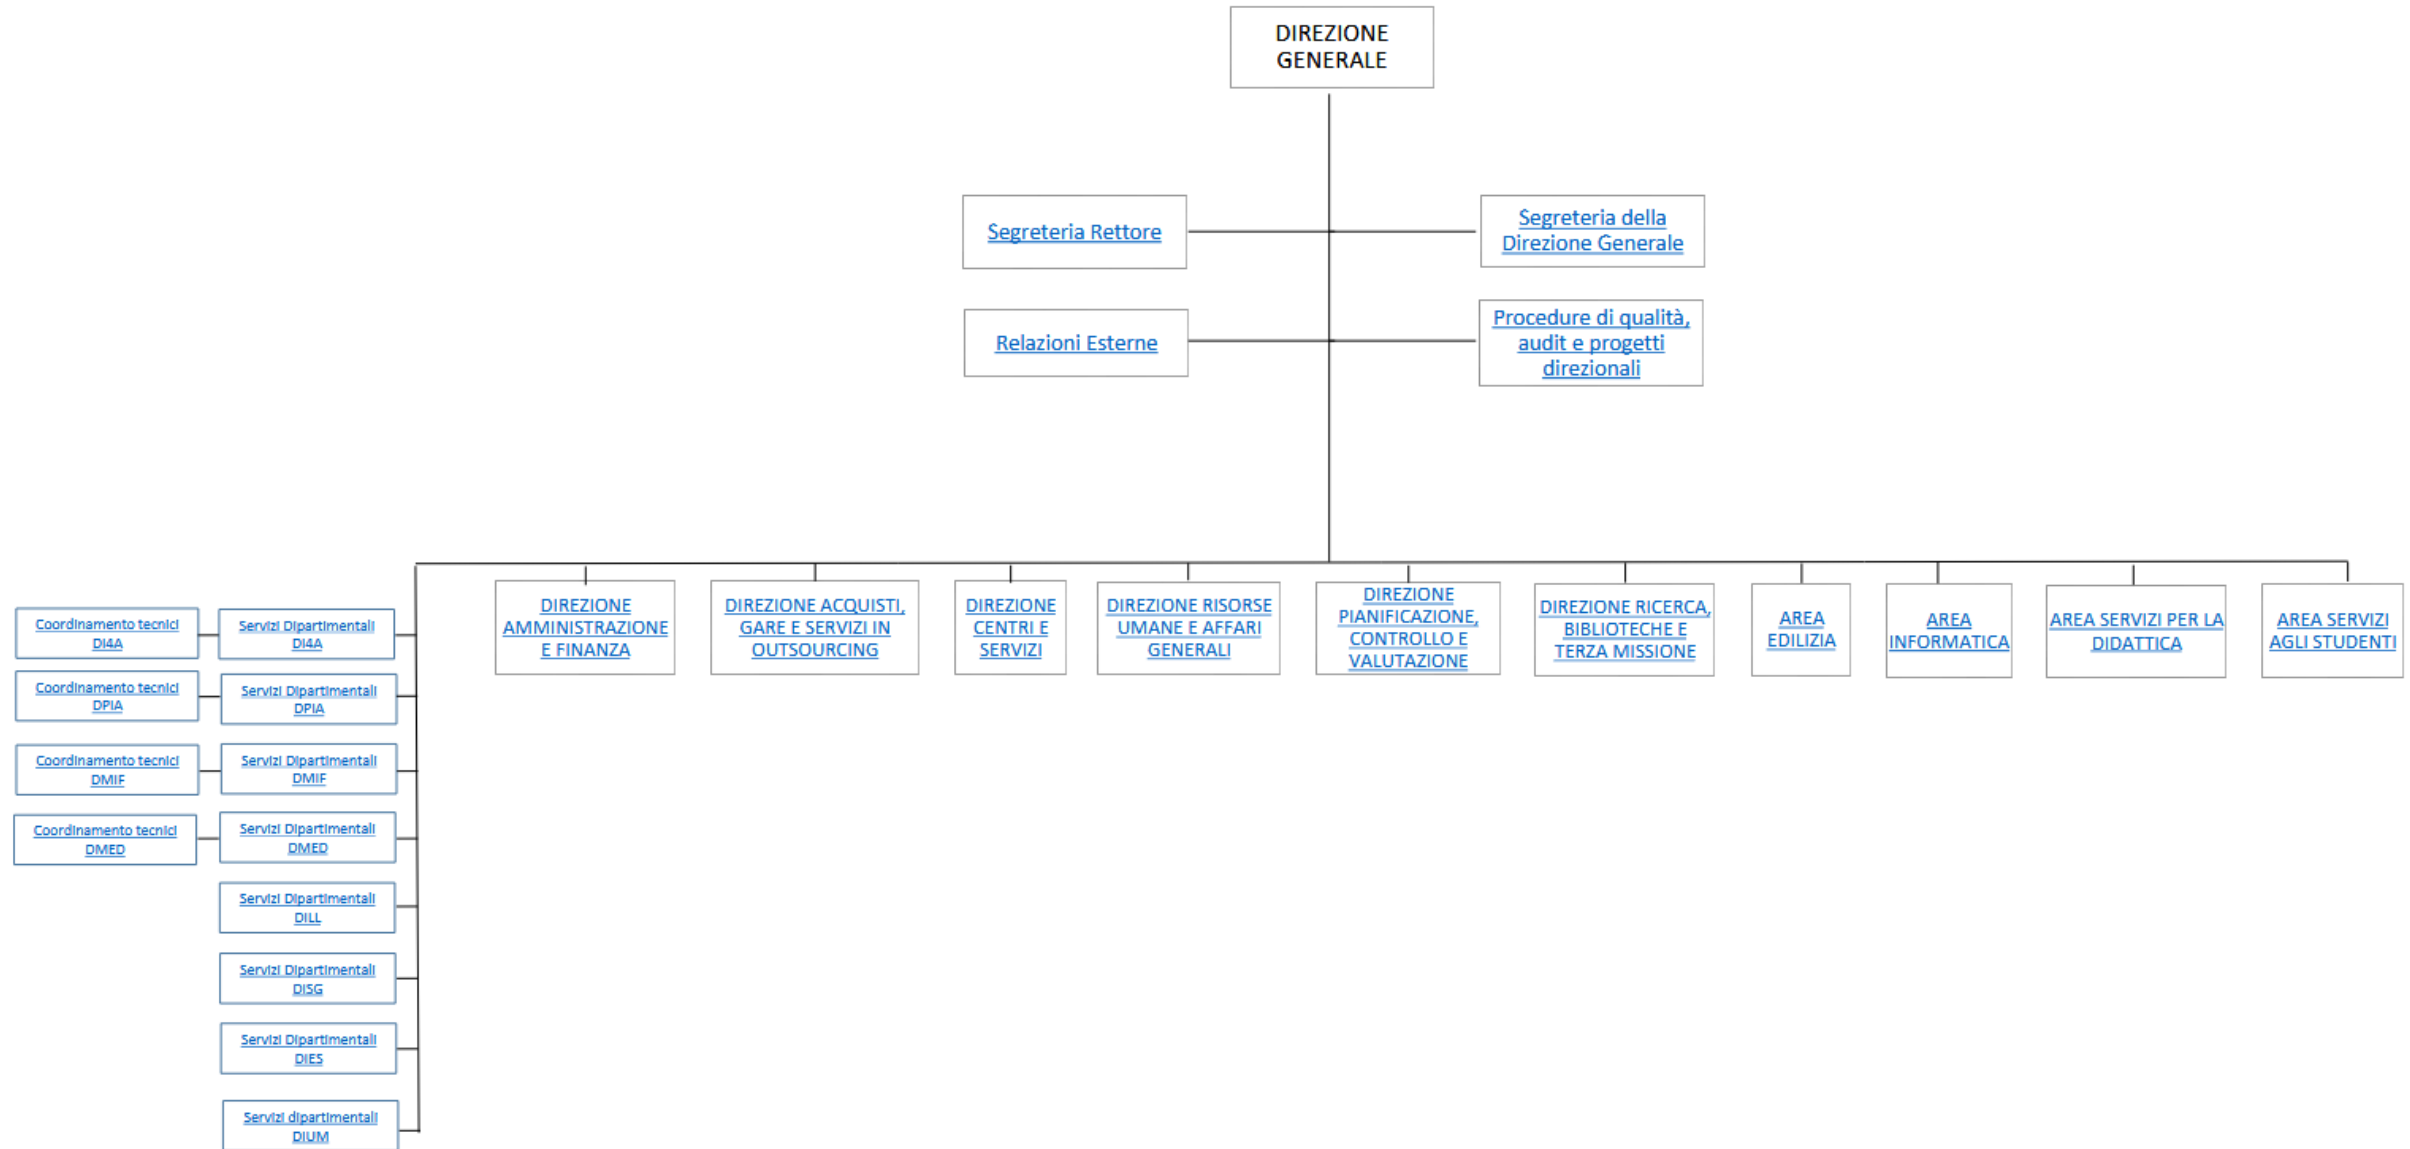 DIREZIONE
GENERALE
Segreteria Rettore
Segreteria della
Direzione Generale
Relazioni Esterne
Procedure di qualità,
audit e progetti
direzionali
DIREZIONE
AMMINISTRAZIONE
E FINANZA
DIREZIONE ACQUISTI,
GARE E SERVIZI IN
OUTSOURCING
DIREZIONE
CENTRI E
SERVIZI
DIREZIONE RISORSE
UMANE E AFFARI
GENERALI
DIREZIONE
PIANIFICAZIONE,
CONTROLLO E
VALUTAZIONE
DIREZIONE RICERCA,
BIBLIOTECHE E
TERZA MISSIONE
AREA
EDILIZIA
AREA
INFORMATICA
AREA SERVIZI PER LA
DIDATTICA
AREA SERVIZI
AGLI STUDENTI
Coordinamento tecnici
DI4A
Servizi Dipartimentali
DI4A
Coordinamento tecnici
DPIA
Servizi Dipartimentali
DPIA
Coordinamento tecnici
DMIF
Servizi Dipartimentali
DMIF
Coordinamento tecnici
DMED
Servizi Dipartimentali
DMED
Servizi Dipartimentali
DILL
Servizi Dipartimentali
DISG
Servizi Dipartimentali
DIES
Servizi dipartimentali
DIUM